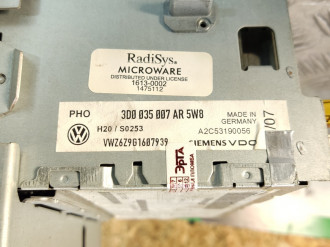 RadiSys.
MICROWARE
DISTRIBUTED UNDER LICENSE
1613-0002
1475112
PHO 3D0 035 007 AR 5W8
MADE IN
GERMANY
H20 / S0253
A2C53190056
VWZ6Z9G1607939
SIEMENS VDO
/07